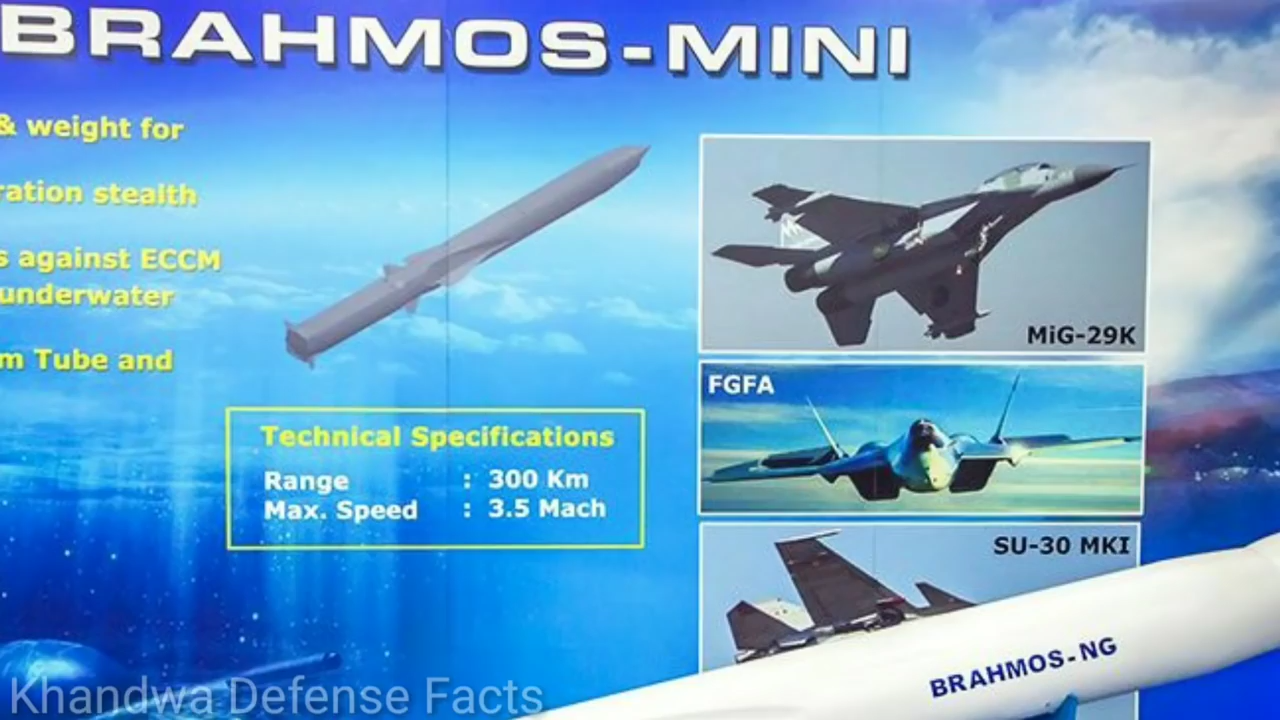 BRAHMOS-MINI
& weight for
ration stealth
s against ECCM
underwater
m Tube and
Technical Specifications
Range : 300 Km
Max. Speed : 3.5 Mach
MiG-29K
FGFA
SU-30 MKI
BRAHMOS-NG
Khandwa Defense Facts